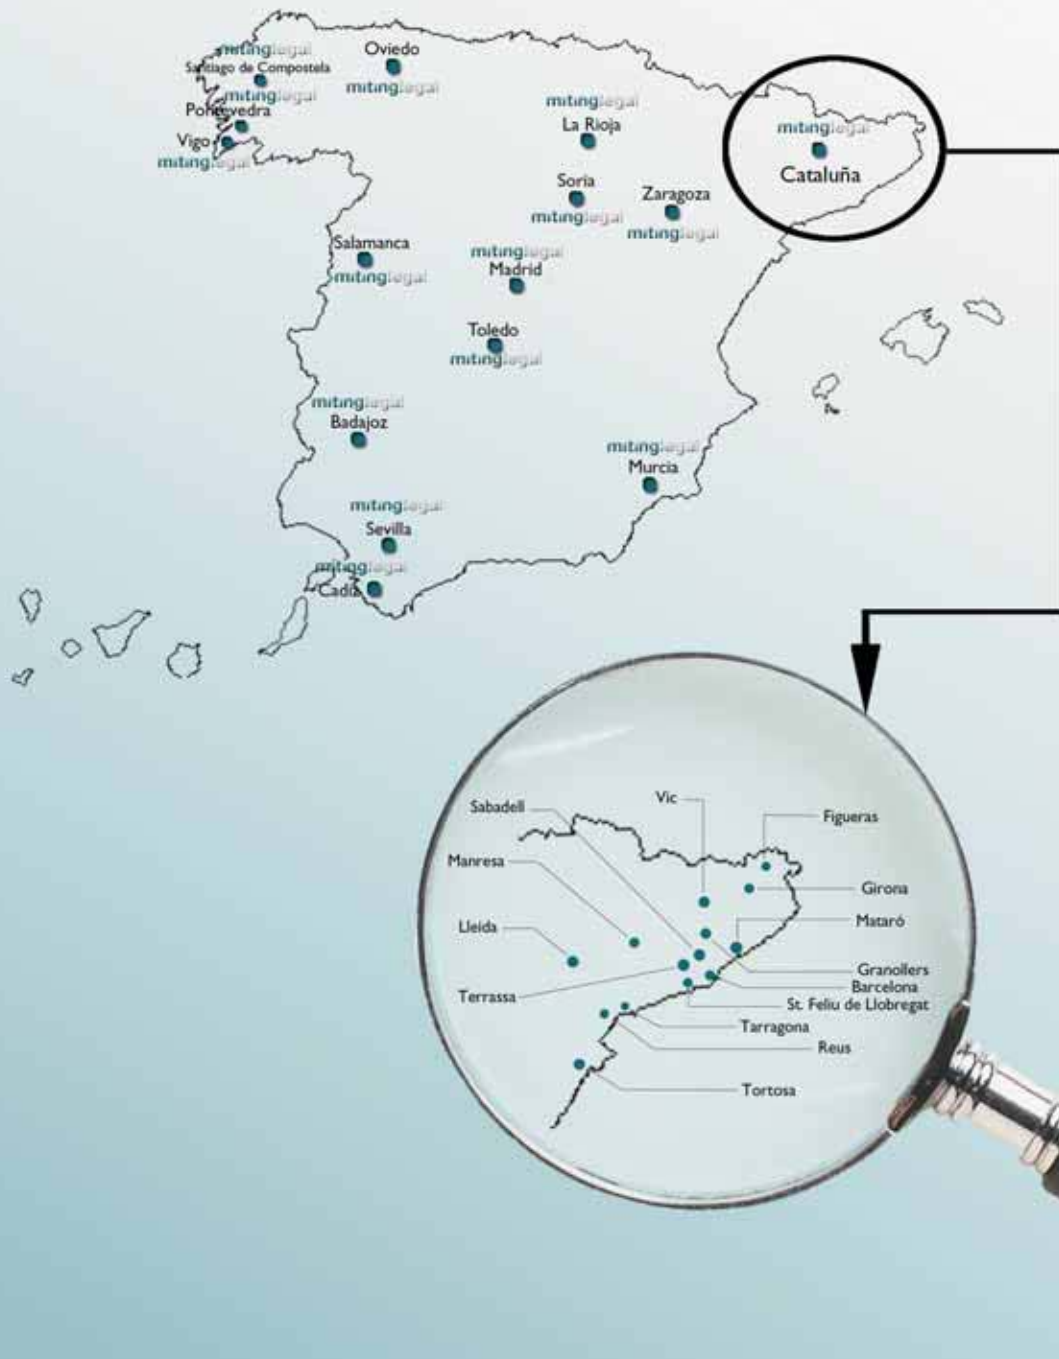 mitinglegal
Santiago de Compostela
mitinglegal
Pontevedra
Vigo
mitinglegal
Oviedo
mitinglegal
mitinglegal
La Rioja
Soria
mitinglegal
Zaragoza
mitinglegal
mitinglegal
Cataluña
Salamanca
mitinglegal
mitinglegal
Madrid
Toledo
mitinglegal
mitinglegal
Badajoz
mitinglegal
Murcia
mitinglegal
Sevilla
mitinglegal
Cadiz
Sabadell
Vic
Figueras
Manresa
Girona
Mataró
Lleida
Granollers
Barcelona
Terrassa
St. Feliu de Llobregat
Tarragona
Reus
Tortosa